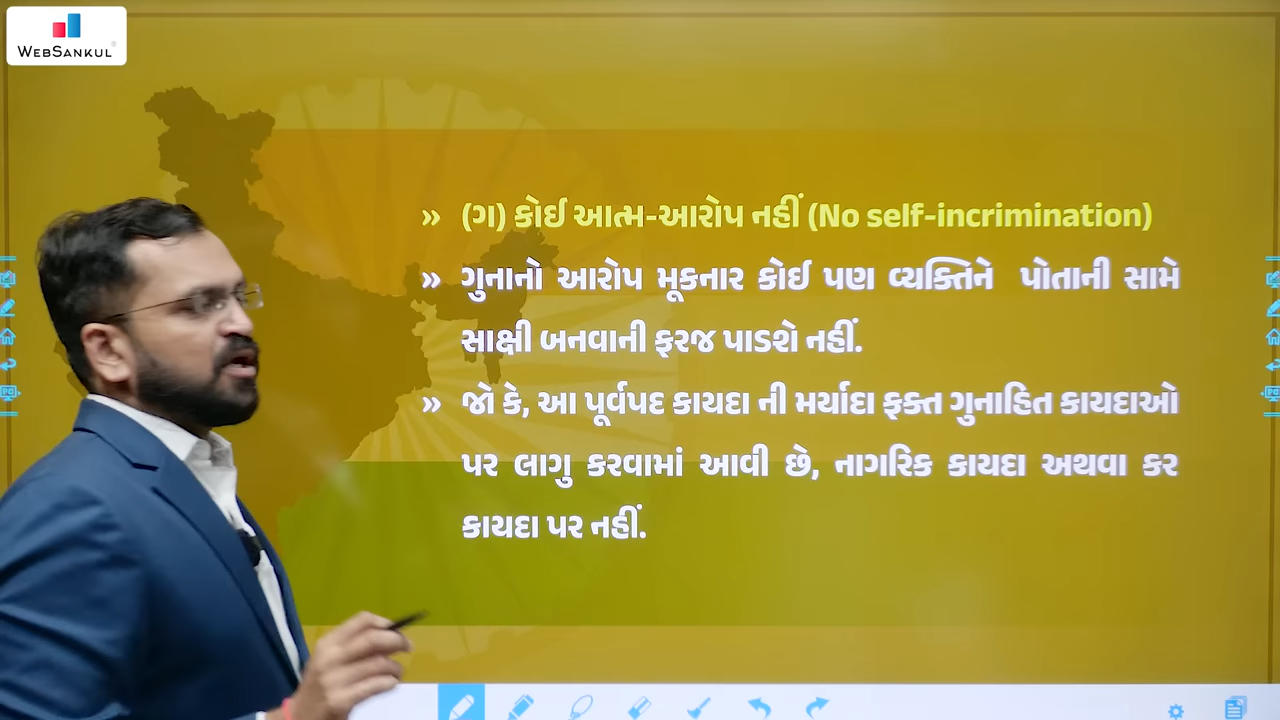 WEBSANKUL
» (ગ) કોઈ આત્મ-આરોપ નહીં (No self-incrimination)
» ગુનાનો આરોપ મૂકનાર કોઈ પણ વ્યક્તિને પોતાની સામે
સાક્ષી બનવાની ફરજ પાડશે નહીં.
» જો કે, આ પૂર્વપદ કાયદા ની મર્યાદા ફક્ત ગુનાહિત કાયદાઓ
પર લાગુ કરવામાં આવી છે, નાગરિક કાયદા અથવા કર
કાયદા પર નહીં.